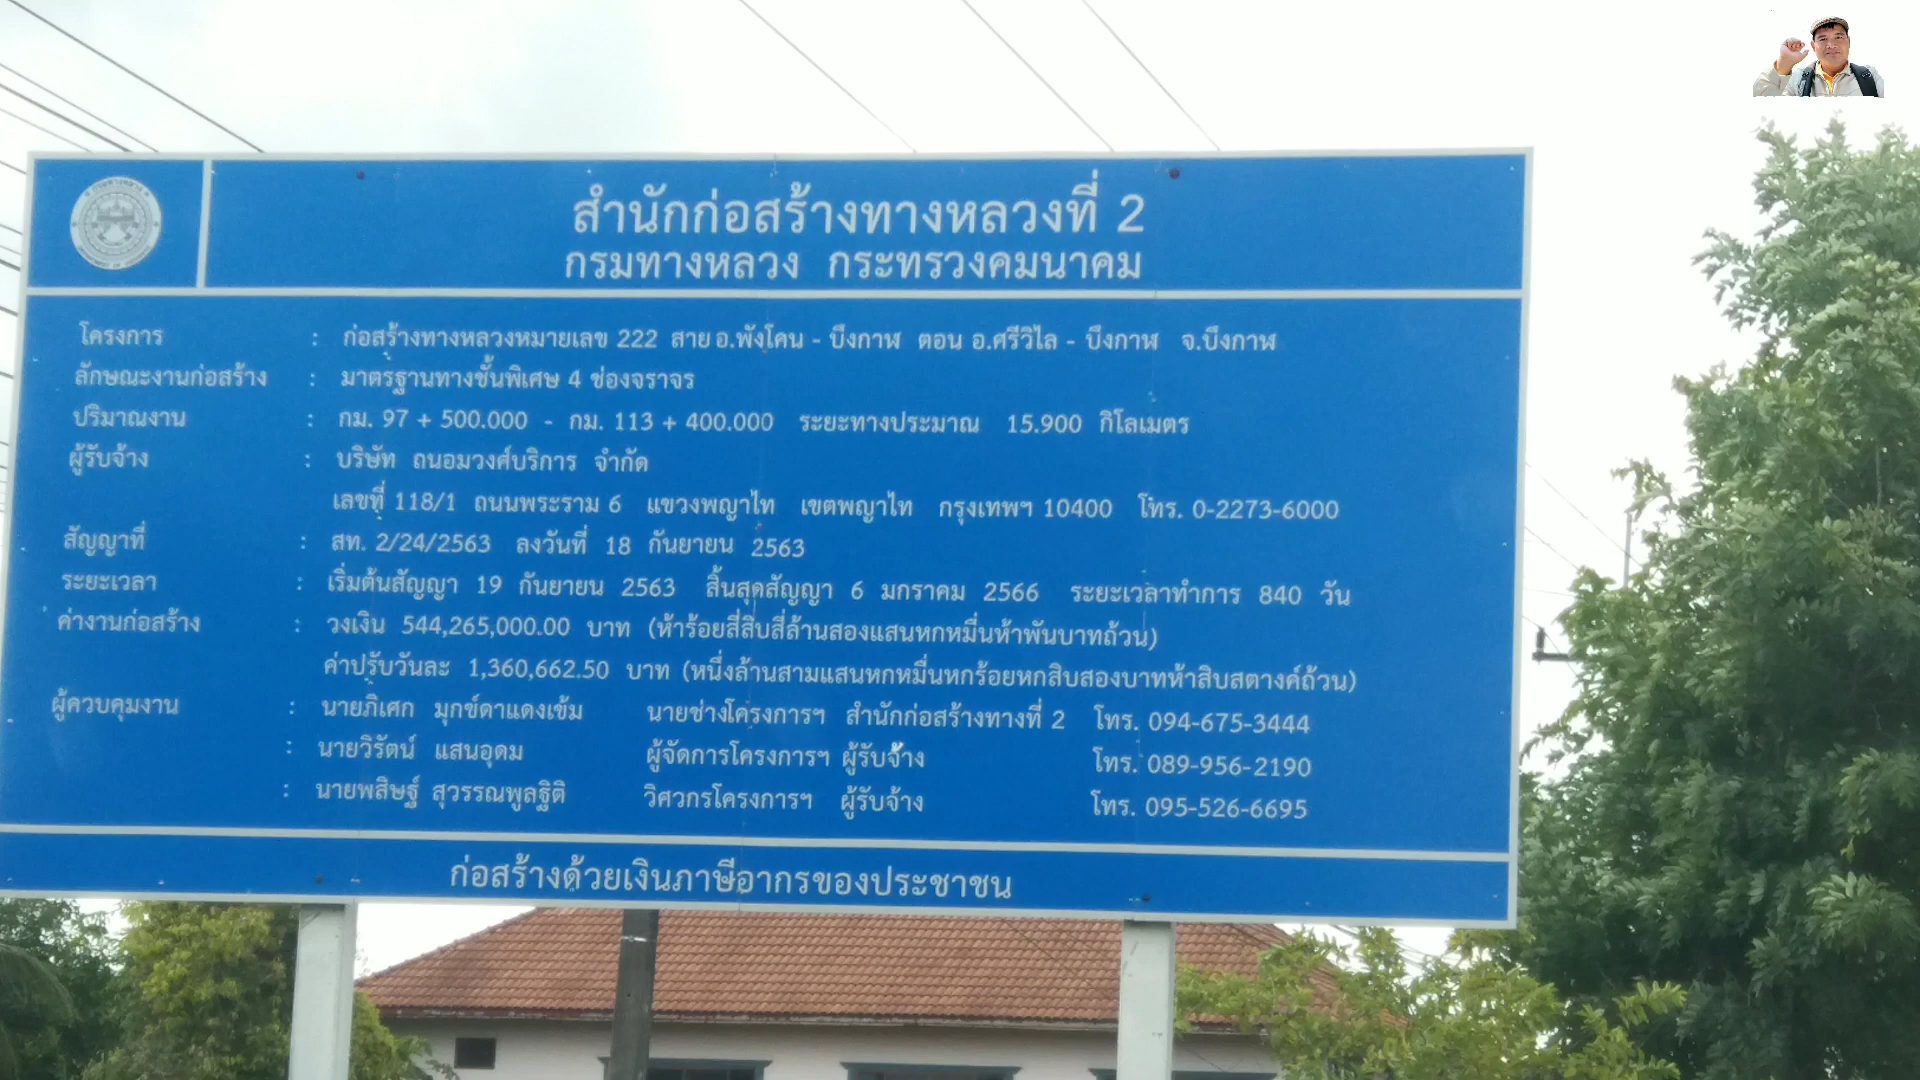 สำนักก่อสร้างทางหลวงที่ 2
กรมทางหลวง กระทรวงคมนาคม
โครงการ : ก่อสร้างทางหลวงหมายเลข 222 สาย อ.พังโคน - บึงกาฬ ตอน อ.ศรีวิไล - บึงกาฬ จ.บึงกาฬ
ลักษณะงานก่อสร้าง : มาตรฐานทางชั้นพิเศษ 4 ช่องจราจร
ปริมาณงาน : กม. 97 + 500.000 - กม. 113 + 400.000 ระยะทางประมาณ 15.900 กิโลเมตร
ผู้รับจ้าง : บริษัท ถนอมวงศ์บริการ จำกัด
เลขที่ 118/1 ถนนพระราม 6 แขวงพญาไท เขตพญาไท กรุงเทพฯ 10400 โทร. 0-2273-6000
สัญญาที่ : สท. 2/24/2563 ลงวันที่ 18 กันยายน 2563
ระยะเวลา : เริ่มต้นสัญญา 19 กันยายน 2563 สิ้นสุดสัญญา 6 มกราคม 2566 ระยะเวลาทำการ 840 วัน
ค่างานก่อสร้าง : วงเงิน 544,265,000.00 บาท (ห้าร้อยสี่สิบสี่ล้านสองแสนหกหมื่นห้าพันบาทถ้วน)
ค่าปรับวันละ 1,360,662.50 บาท (หนึ่งล้านสามแสนหกหมื่นหกร้อยหกสิบสองบาทห้าสิบสตางค์ถ้วน)
ผู้ควบคุมงาน : นายภิเศก มุกข์ดาแดงเข้ม นายช่างโครงการฯ สำนักก่อสร้างทางที่ 2 โทร. 094-675-3444
: นายวิรัตน์ แสนอุดม ผู้จัดการโครงการฯ ผู้รับจ้าง โทร. 089-956-2190
: นายพสิษฐ์ สุวรรณพูลฐิติ วิศวกรโครงการฯ ผู้รับจ้าง โทร. 095-526-6695
ก่อสร้างด้วยเงินภาษีอากรของประชาชน